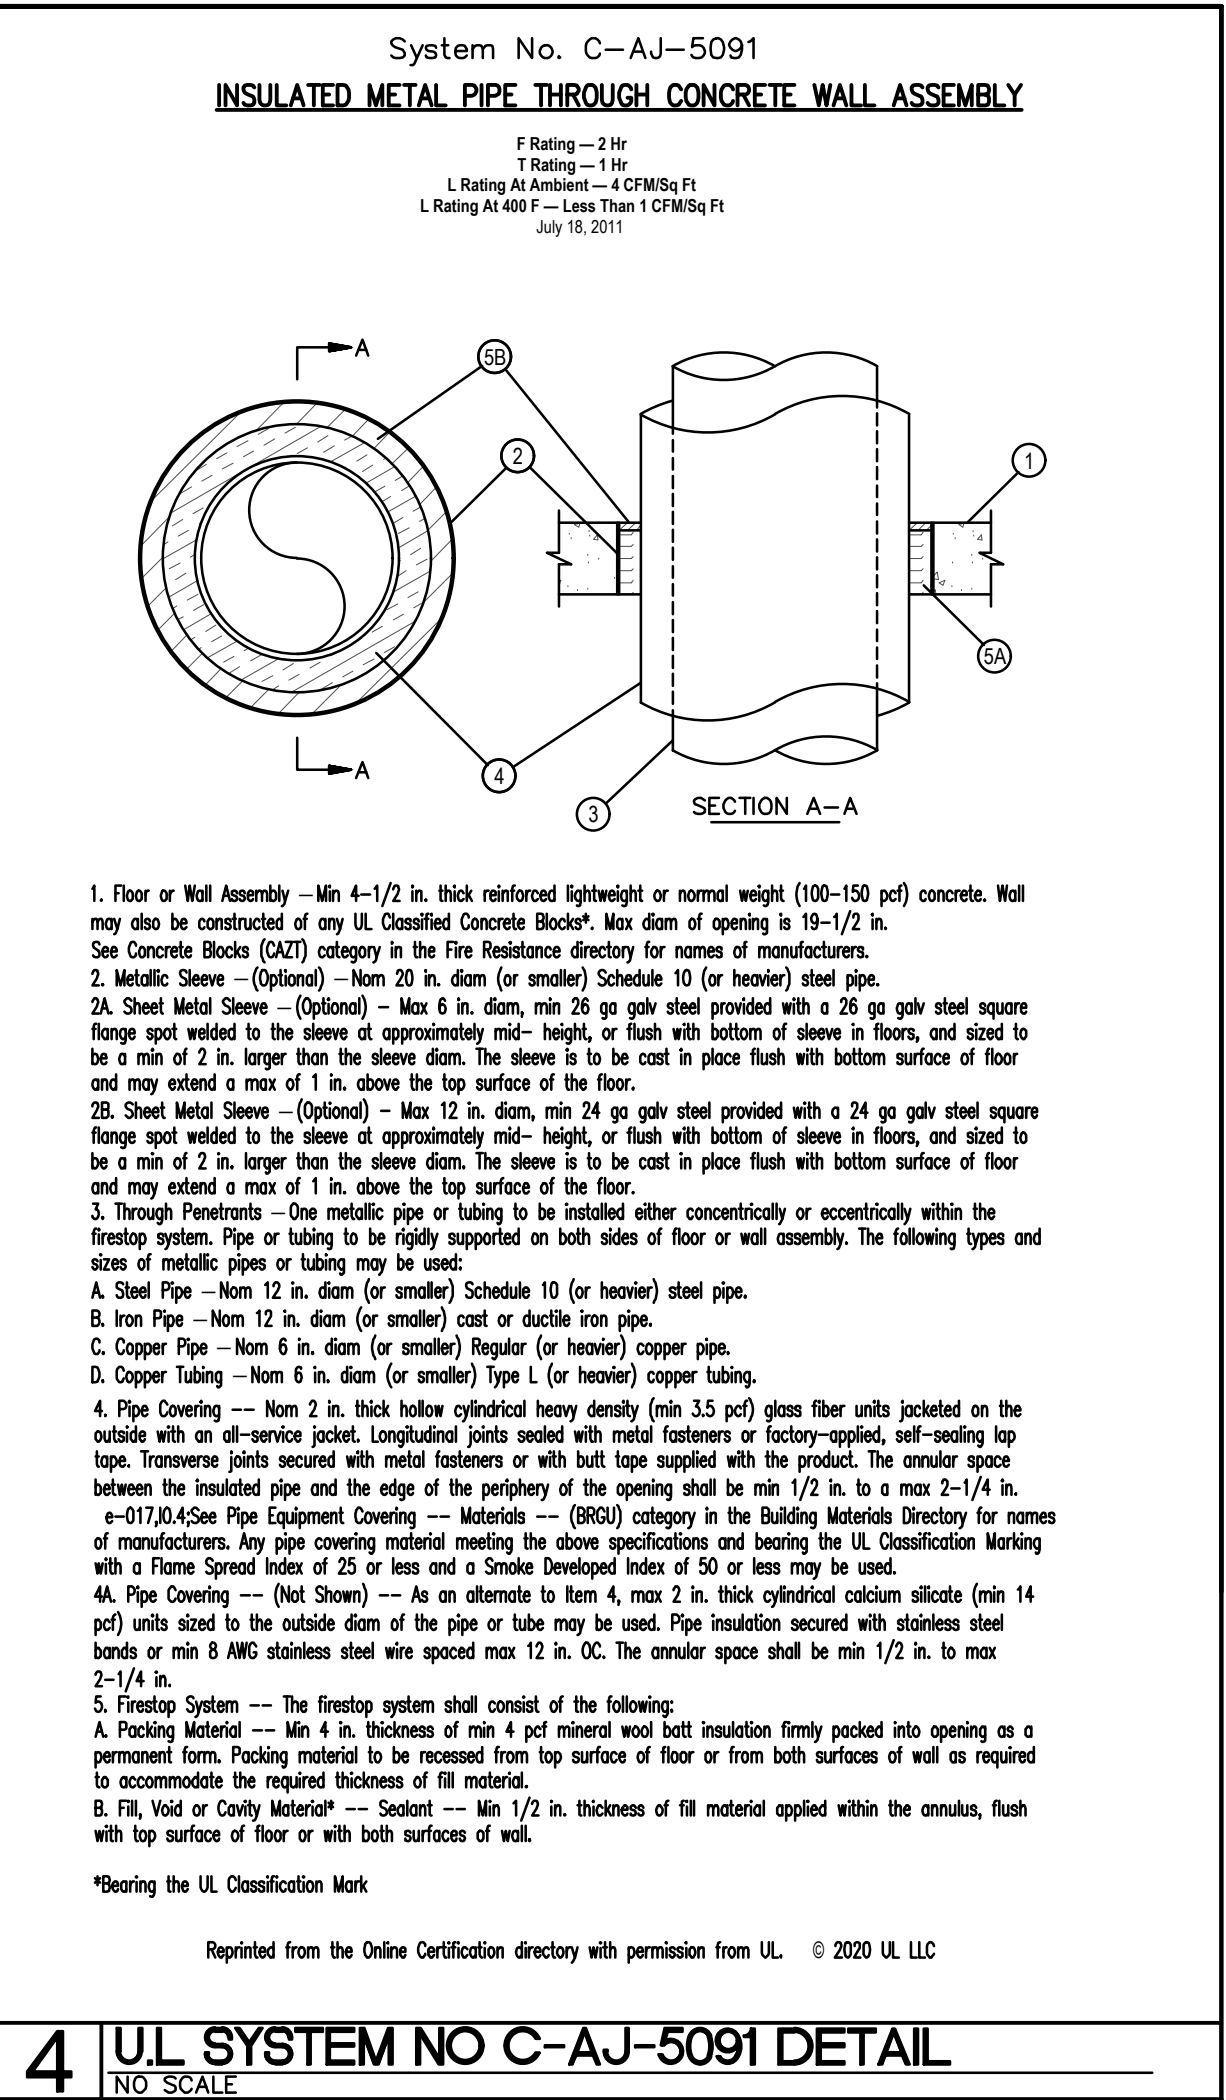 System No. C-AJ-5091
INSULATED METAL PIPE THROUGH CONCRETE WALL ASSEMBLY
F Rating — 2 Hr
T Rating — 1 Hr
L Rating At Ambient — 4 CFM/Sq Ft
L Rating At 400 F — Less Than 1 CFM/Sq Ft
July 18, 2011
A
5B
2
1
5A
A
4
3
SECTION A-A
1. Floor or Wall Assembly — Min 4-1/2 in. thick reinforced lightweight or normal weight (100-150 pcf) concrete. Wall
may also be constructed of any UL Classified Concrete Blocks*. Max diam of opening is 19-1/2 in.
See Concrete Blocks (CAZT) category in the Fire Resistance directory for names of manufacturers.
2. Metallic Sleeve — (Optional) — Nom 20 in. diam (or smaller) Schedule 10 (or heavier) steel pipe.
2A. Sheet Metal Sleeve — (Optional) - Max 6 in. diam, min 26 ga galv steel provided with a 26 ga galv steel square
flange spot welded to the sleeve at approximately mid- height, or flush with bottom of sleeve in floors, and sized to
be a min of 2 in. larger than the sleeve diam. The sleeve is to be cast in place flush with bottom surface of floor
and may extend a max of 1 in. above the top surface of the floor.
2B. Sheet Metal Sleeve — (Optional) - Max 12 in. diam, min 24 ga galv steel provided with a 24 ga galv steel square
flange spot welded to the sleeve at approximately mid- height, or flush with bottom of sleeve in floors, and sized to
be a min of 2 in. larger than the sleeve diam. The sleeve is to be cast in place flush with bottom surface of floor
and may extend a max of 1 in. above the top surface of the floor.
3. Through Penetrants — One metallic pipe or tubing to be installed either concentrically or eccentrically within the
firestop system. Pipe or tubing to be rigidly supported on both sides of floor or wall assembly. The following types and
sizes of metallic pipes or tubing may be used:
A. Steel Pipe — Nom 12 in. diam (or smaller) Schedule 10 (or heavier) steel pipe.
B. Iron Pipe — Nom 12 in. diam (or smaller) cast or ductile iron pipe.
C. Copper Pipe — Nom 6 in. diam (or smaller) Regular (or heavier) copper pipe.
D. Copper Tubing — Nom 6 in. diam (or smaller) Type L (or heavier) copper tubing.
4. Pipe Covering -- Nom 2 in. thick hollow cylindrical heavy density (min 3.5 pcf) glass fiber units jacketed on the
outside with an all-service jacket. Longitudinal joints sealed with metal fasteners or factory-applied, self-sealing lap
tape. Transverse joints secured with metal fasteners or with butt tape supplied with the product. The annular space
between the insulated pipe and the edge of the periphery of the opening shall be min 1/2 in. to a max 2-1/4 in.
e-017,I0.4;See Pipe Equipment Covering -- Materials -- (BRGU) category in the Building Materials Directory for names
of manufacturers. Any pipe covering material meeting the above specifications and bearing the UL Classification Marking
with a Flame Spread Index of 25 or less and a Smoke Developed Index of 50 or less may be used.
4A. Pipe Covering -- (Not Shown) -- As an alternate to Item 4, max 2 in. thick cylindrical calcium silicate (min 14
pcf) units sized to the outside diam of the pipe or tube may be used. Pipe insulation secured with stainless steel
bands or min 8 AWG stainless steel wire spaced max 12 in. OC. The annular space shall be min 1/2 in. to max
2-1/4 in.
5. Firestop System -- The firestop system shall consist of the following:
A. Packing Material -- Min 4 in. thickness of min 4 pcf mineral wool batt insulation firmly packed into opening as a
permanent form. Packing material to be recessed from top surface of floor or from both surfaces of wall as required
to accommodate the required thickness of fill material.
B. Fill, Void or Cavity Material* -- Sealant -- Min 1/2 in. thickness of fill material applied within the annulus, flush
with top surface of floor or with both surfaces of wall.
*Bearing the UL Classification Mark
Reprinted from the Online Certification directory with permission from UL. © 2020 UL LLC
4
U.L SYSTEM NO C-AJ-5091 DETAIL
NO SCALE